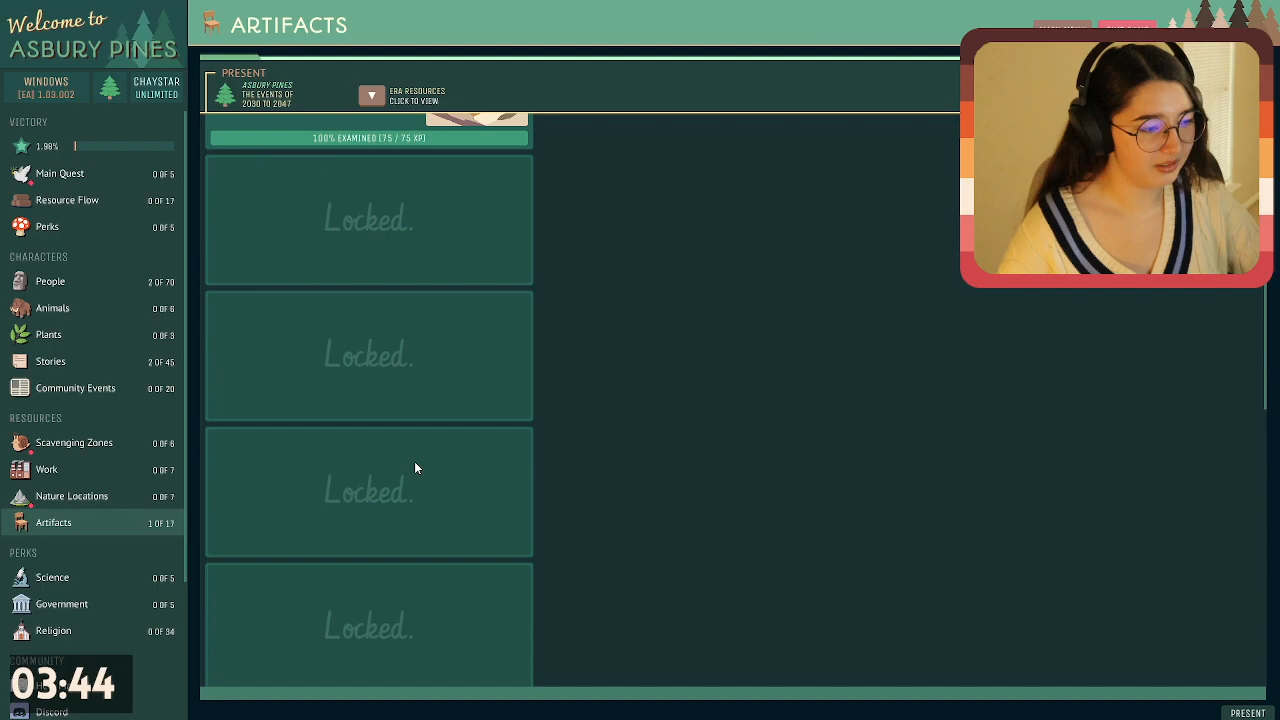 Welcome to
ASBURY PINES
WINDOWS
[EA] 1.03.002
CHAYSTAR
UNLIMITED
VICTORY
1.98%
Main Quest 0 OF 5
Resource Flow 0 OF 17
Perks 0 OF 5
CHARACTERS
People 2 OF 70
Animals 0 OF 6
Plants 0 OF 6
Stories 2 OF 45
Community Events 0 OF 20
RESOURCES
Scavenging Zones 0 OF 6
Work 0 OF 7
Nature Locations 0 OF 7
Artifacts 1 OF 17
PERKS
Science 0 OF 5
Government 0 OF 5
Religion 0 OF 34
COMMUNITY
03:44
Discord
ARTIFACTS
PRESENT
ASBURY PINES
THE EVENTS OF
2030 TO 2047
ERA RESOURCES
CLICK TO VIEW
100% EXAMINED [75 / 75 XP]
Locked.
Locked.
Locked.
Locked.
PRESENT